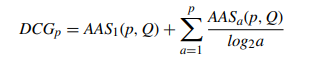 DCG_p = AAS_1(p, Q) + \sum_{a=1}^{p} \frac{AAS_a(p, Q)}{log_2 a}